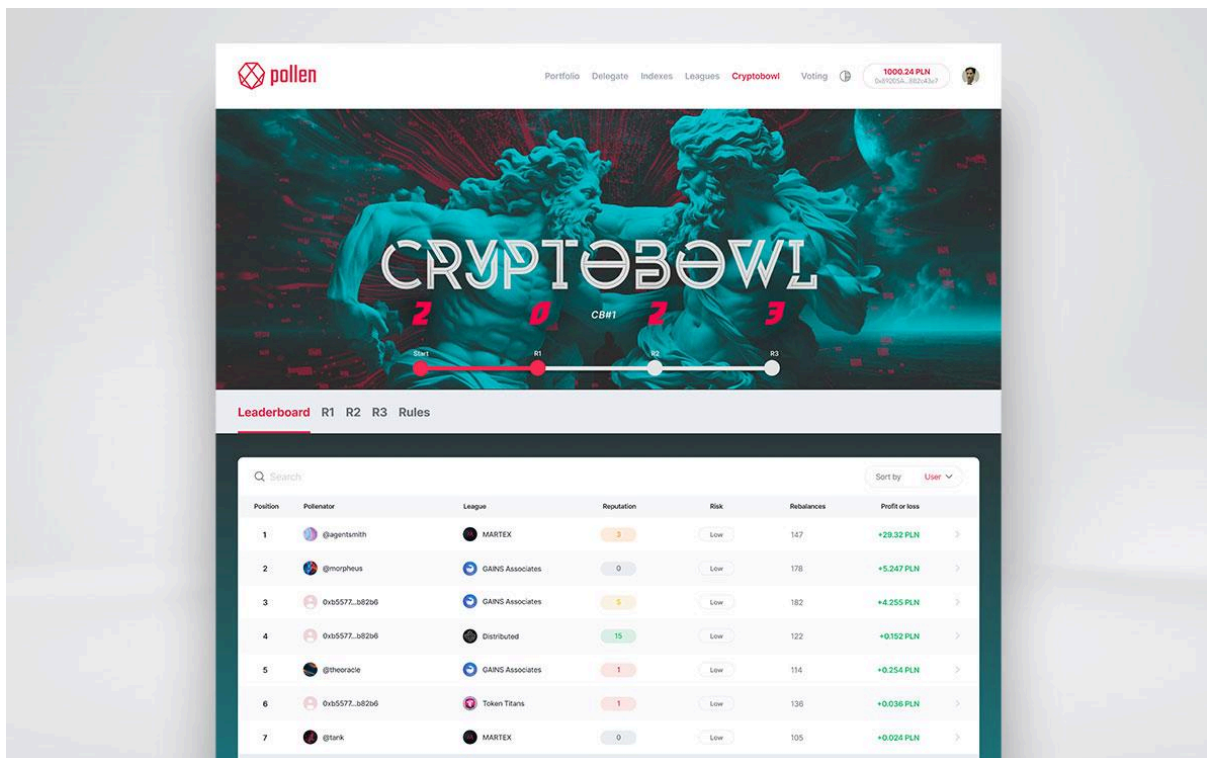 pollen
Portfolio Delegate Indexes Leagues Cryptobowl Voting
1000.24 PLN
CRYPTOBOWL
2 0 CB#1 2 3
Start R1 R2 R3
Leaderboard R1 R2 R3 Rules
Search
Sort by User
Position Pollenator League Reputation Risk Rebalances Profit or loss
1 @agentsmith MARTEX 3 Low 147 +29.32 PLN
2 @morpheus GAINS Associates 0 Low 178 +5.247 PLN
3 0xb5577...b82b6 GAINS Associates 5 Low 182 +4.255 PLN
4 0xb5577...b82b6 Distributed 15 Low 122 +0.152 PLN
5 @theoracle GAINS Associates 1 Low 114 +0.254 PLN
6 0xb5577...b82b6 Token Titans 1 Low 136 +0.036 PLN
7 @tank MARTEX 0 Low 105 +0.024 PLN